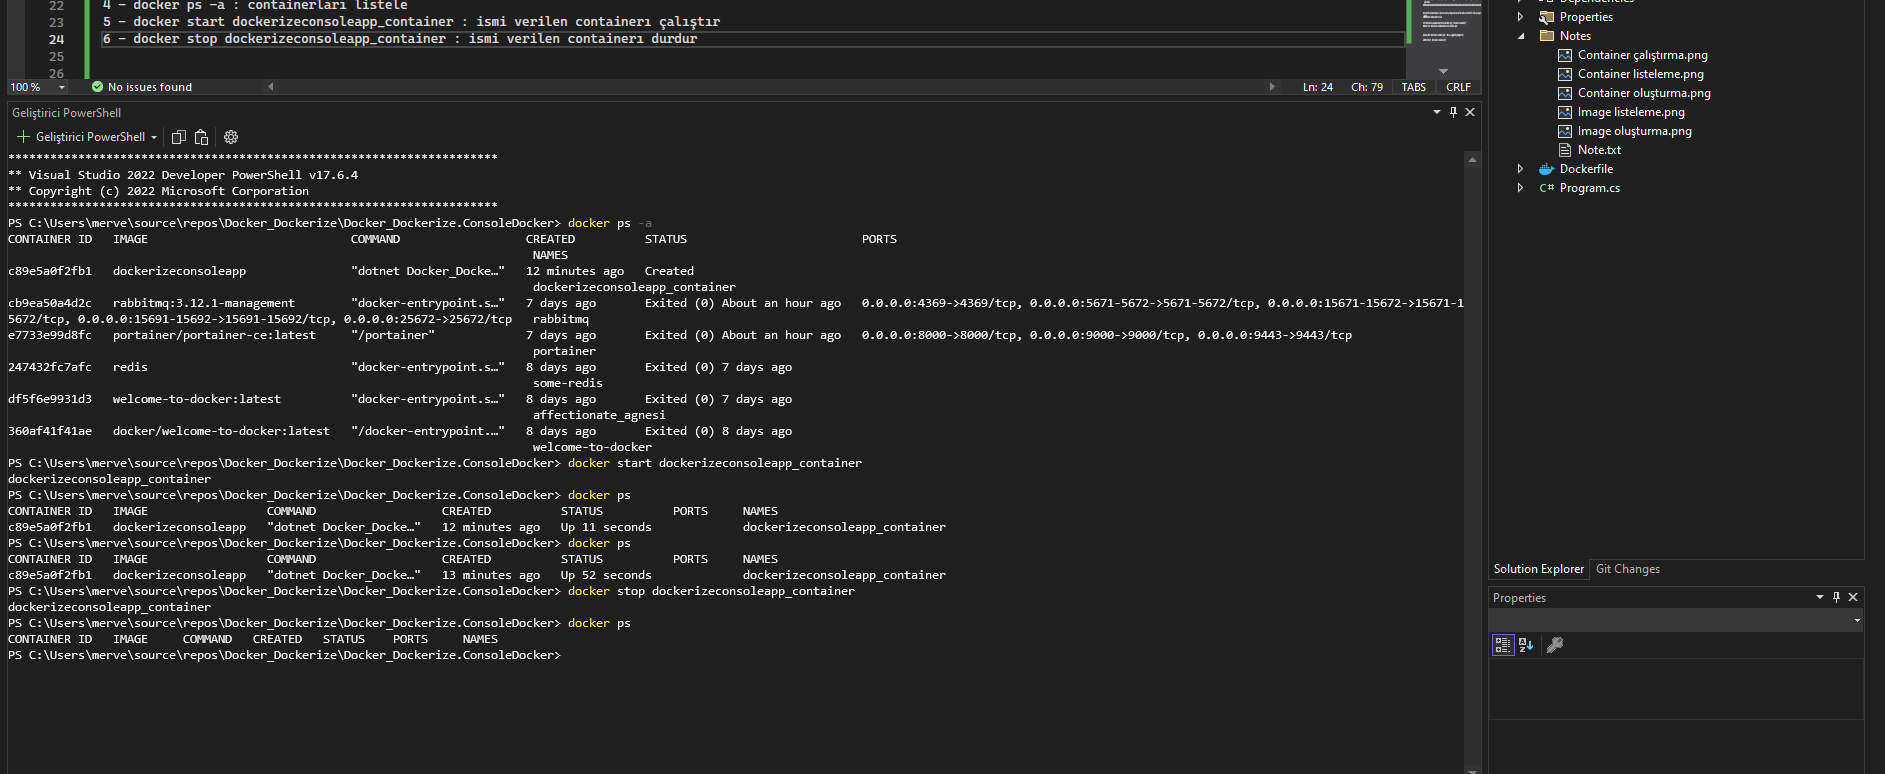 22 4 - docker ps -a : containerları listele
23 5 - docker start dockerizeconsoleapp_container : ismi verilen containerı çalıştır
24 6 - docker stop dockerizeconsoleapp_container : ismi verilen containerı durdur
25
26
100 % No issues found Ln: 24 Ch: 79 TABS CRLF
Geliştirici PowerShell
Geliştirici PowerShell
**********************************************************************
** Visual Studio 2022 Developer PowerShell v17.6.4
** Copyright (c) 2022 Microsoft Corporation
**********************************************************************
PS C:\Users\merve\source\repos\Docker_Dockerize\Docker_Dockerize.ConsoleDocker> docker ps -a
CONTAINER ID IMAGE COMMAND CREATED STATUS PORTS
NAMES
c89e5a0f2fb1 dockerizeconsoleapp "dotnet Docker_Docke…" 12 minutes ago Created
dockerizeconsoleapp_container
cb9ea50a4d2c rabbitmq:3.12.1-management "docker-entrypoint.s…" 7 days ago Exited (0) About an hour ago 0.0.0.0:4369->4369/tcp, 0.0.0.0:5671-5672->5671-5672/tcp, 0.0.0.0:15671-15672->15671-1
5672/tcp, 0.0.0.0:15691-15692->15691-15692/tcp, 0.0.0.0:25672->25672/tcp rabbitmq
e7733e99d8fc portainer/portainer-ce:latest "/portainer" 7 days ago Exited (0) About an hour ago 0.0.0.0:8000->8000/tcp, 0.0.0.0:9000->9000/tcp, 0.0.0.0:9443->9443/tcp
portainer
247432fc7afc redis "docker-entrypoint.s…" 8 days ago Exited (0) 7 days ago
some-redis
df5f6e9931d3 welcome-to-docker:latest "docker-entrypoint.s…" 8 days ago Exited (0) 7 days ago
affectionate_agnesi
360af41f41ae docker/welcome-to-docker:latest "/docker-entrypoint.…" 8 days ago Exited (0) 8 days ago
welcome-to-docker
PS C:\Users\merve\source\repos\Docker_Dockerize\Docker_Dockerize.ConsoleDocker> docker start dockerizeconsoleapp_container
dockerizeconsoleapp_container
PS C:\Users\merve\source\repos\Docker_Dockerize\Docker_Dockerize.ConsoleDocker> docker ps
CONTAINER ID IMAGE COMMAND CREATED STATUS PORTS NAMES
c89e5a0f2fb1 dockerizeconsoleapp "dotnet Docker_Docke…" 12 minutes ago Up 11 seconds dockerizeconsoleapp_container
PS C:\Users\merve\source\repos\Docker_Dockerize\Docker_Dockerize.ConsoleDocker> docker ps
CONTAINER ID IMAGE COMMAND CREATED STATUS PORTS NAMES
c89e5a0f2fb1 dockerizeconsoleapp "dotnet Docker_Docke…" 13 minutes ago Up 52 seconds dockerizeconsoleapp_container
PS C:\Users\merve\source\repos\Docker_Dockerize\Docker_Dockerize.ConsoleDocker> docker stop dockerizeconsoleapp_container
dockerizeconsoleapp_container
PS C:\Users\merve\source\repos\Docker_Dockerize\Docker_Dockerize.ConsoleDocker> docker ps
CONTAINER ID IMAGE COMMAND CREATED STATUS PORTS NAMES
PS C:\Users\merve\source\repos\Docker_Dockerize\Docker_Dockerize.ConsoleDocker>
Dependencies
Properties
Notes
Container çalıştırma.png
Container listeleme.png
Container oluşturma.png
Image listeleme.png
Image oluşturma.png
Note.txt
Dockerfile
C# Program.cs
Solution Explorer Git Changes
Properties